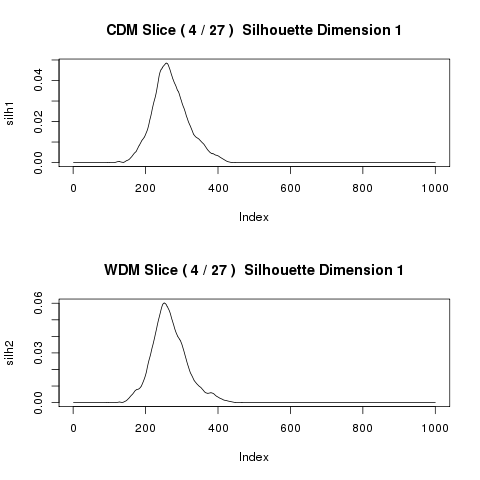 CDM Slice ( 4 / 27 )  Silhouette Dimension 1
silh1
0.04
0.02
0.00
0 200 400 600 800 1000
Index
WDM Slice ( 4 / 27 )  Silhouette Dimension 1
silh2
0.06
0.03
0.00
0 200 400 600 800 1000
Index